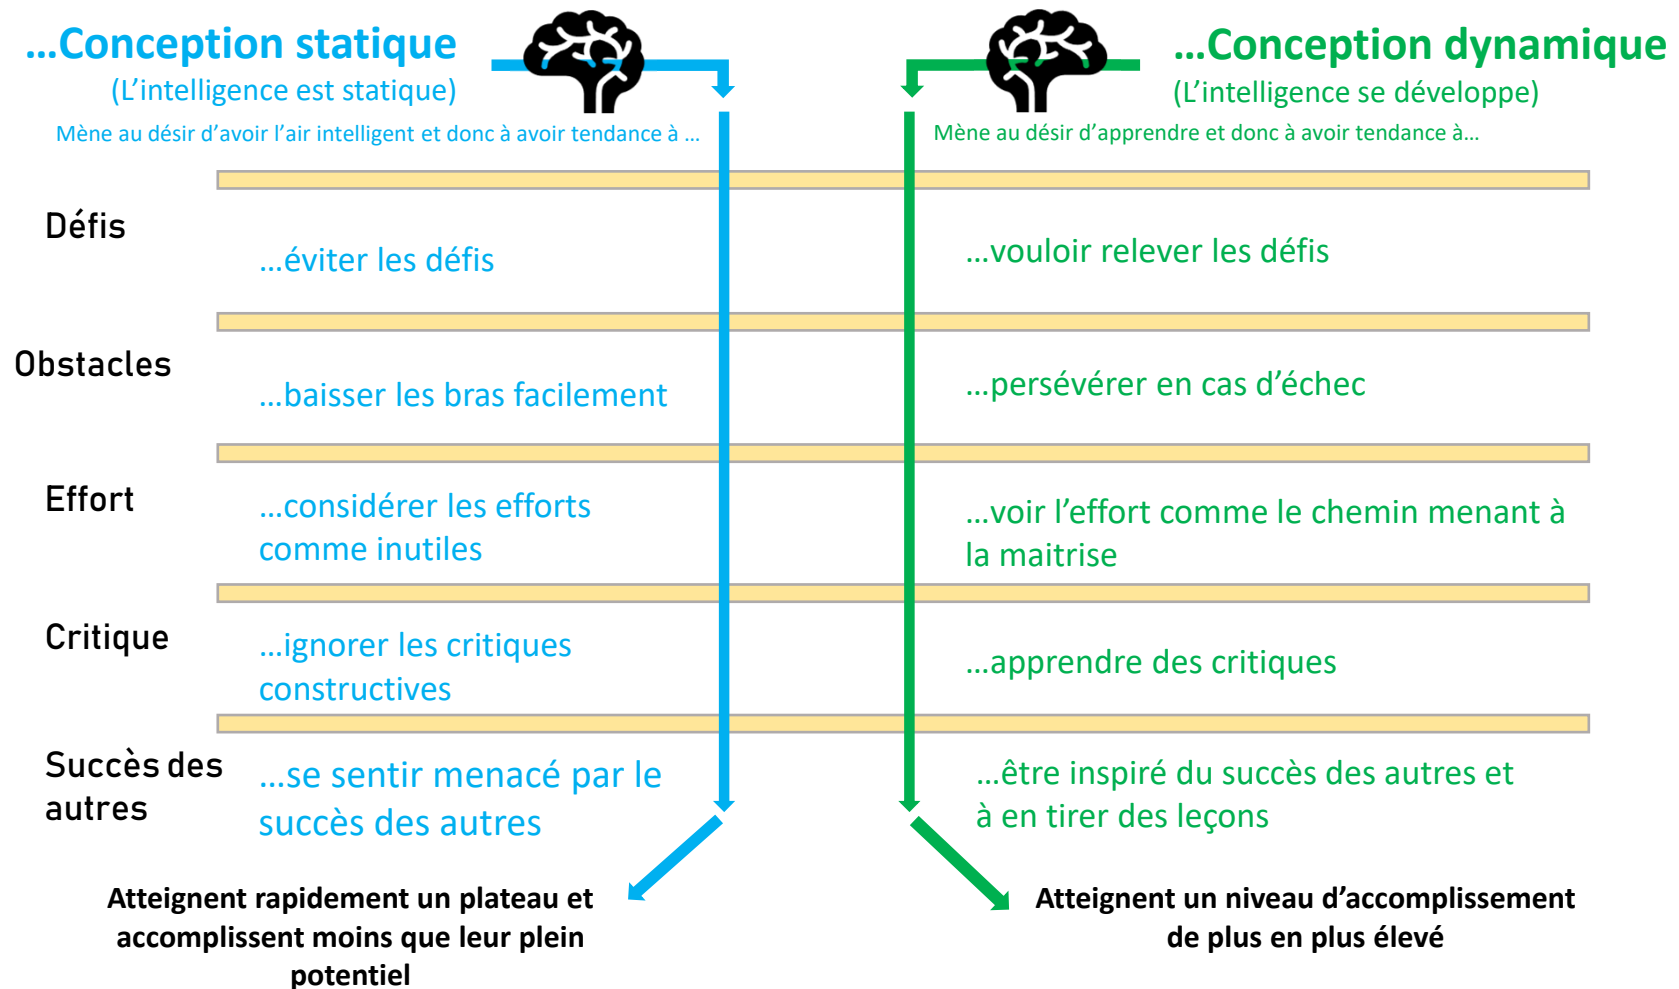 …Conception statique
(L’intelligence est statique)
Mène au désir d’avoir l’air intelligent et donc à avoir tendance à …
…Conception dynamique
(L’intelligence se développe)
Mène au désir d’apprendre et donc à avoir tendance à…
Défis
…éviter les défis
…vouloir relever les défis
Obstacles
…baisser les bras facilement
…persévérer en cas d’échec
Effort
…considérer les efforts
comme inutiles
…voir l’effort comme le chemin menant à
la maitrise
Critique
…ignorer les critiques
constructives
…apprendre des critiques
Succès des
autres
…se sentir menacé par le
succès des autres
…être inspiré du succès des autres et
à en tirer des leçons
Atteignent rapidement un plateau et
accomplissent moins que leur plein
potentiel
Atteignent un niveau d’accomplissement
de plus en plus élevé